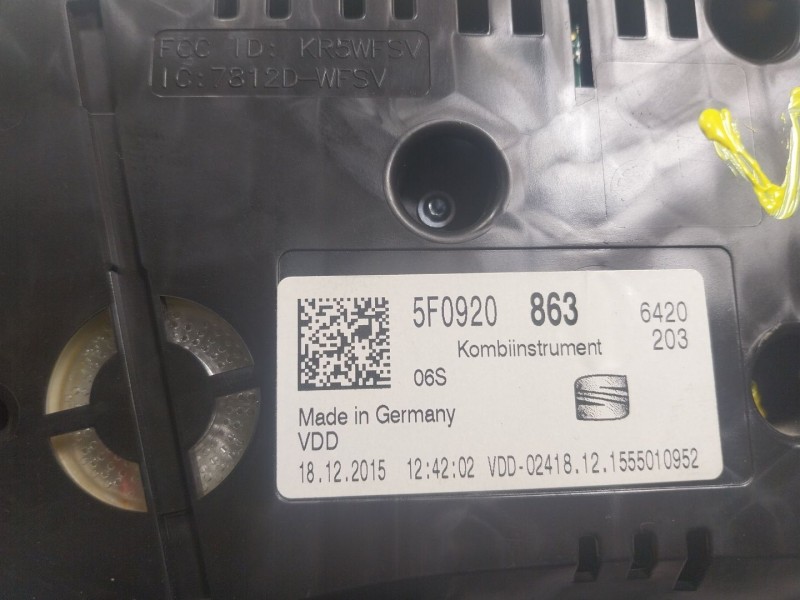 FCC ID: KR5WFSV
IC:7812D-WFSV
5F0920 863 6420
Kombiinstrument 203
06S
Made in Germany
VDD
18.12.2015 12:42:02 VDD-02418.12.1555010952